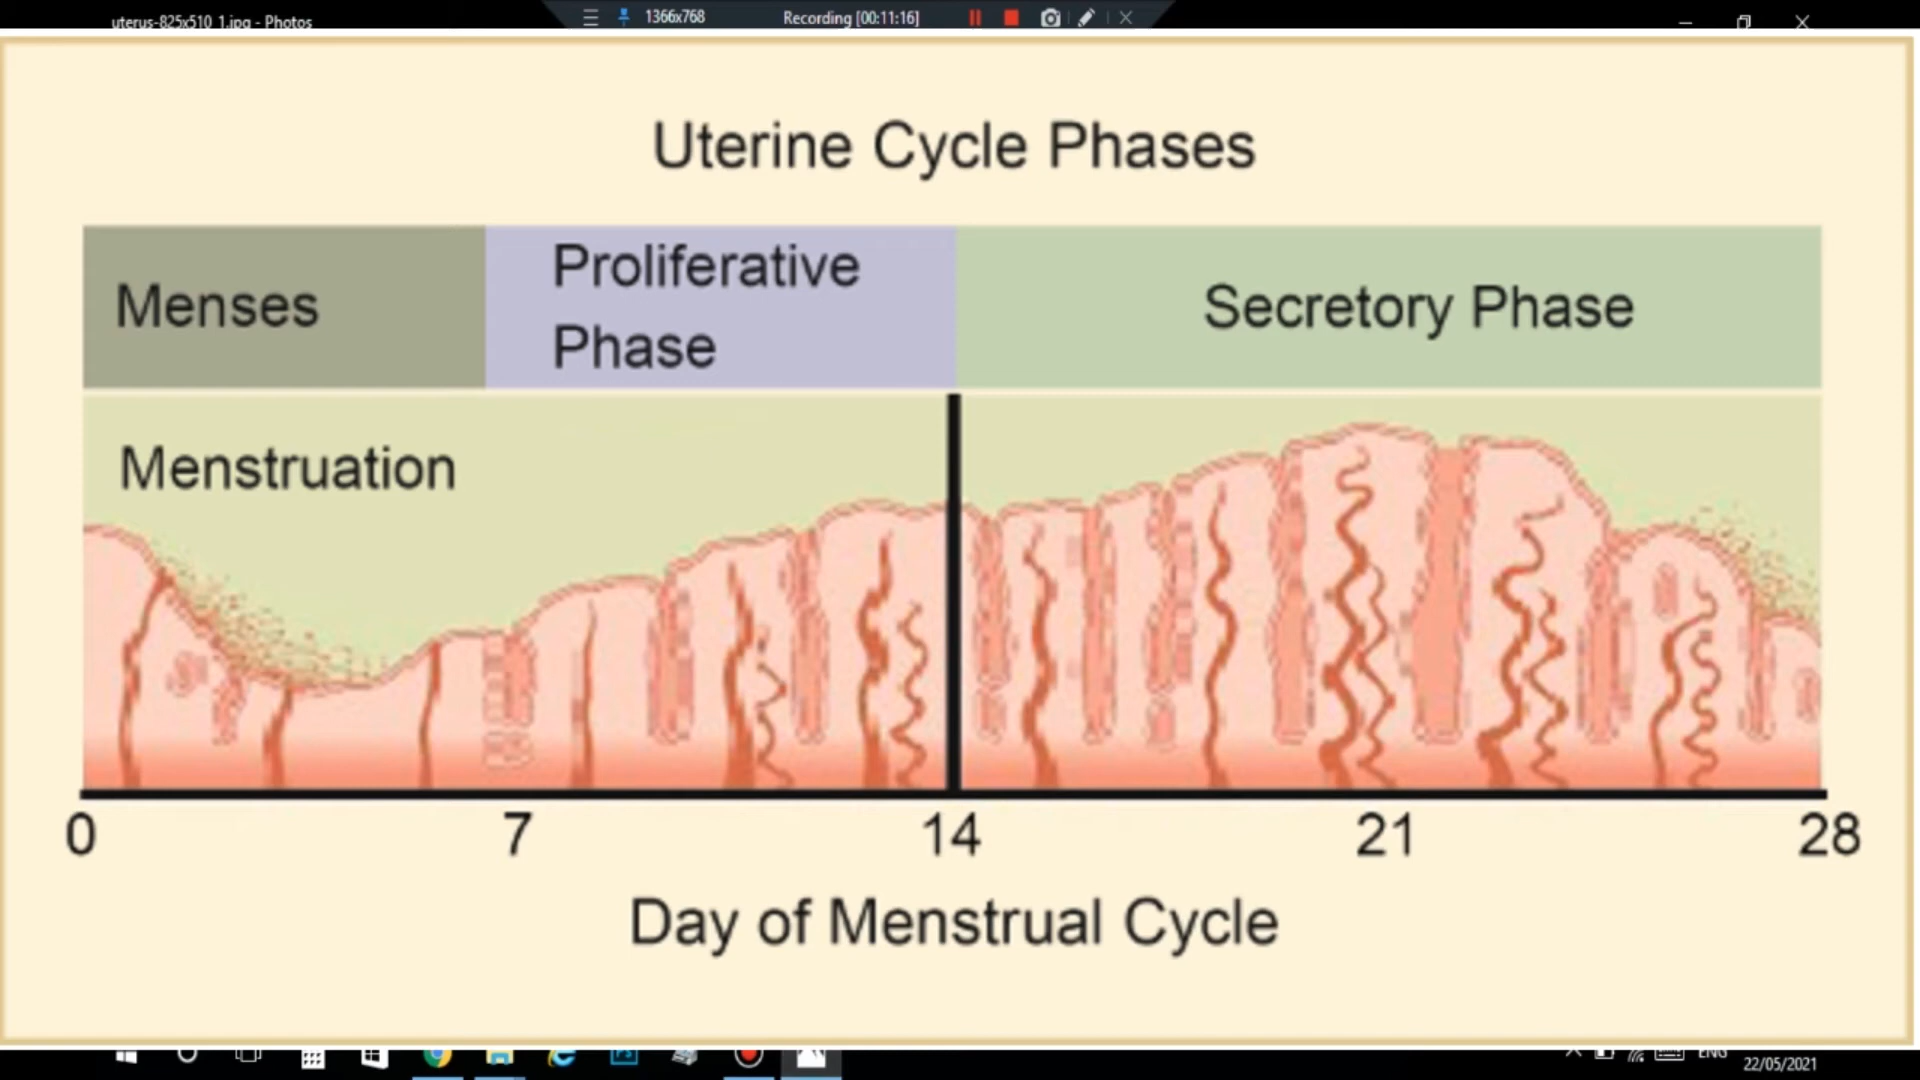 uterus-825x510_1.jpg - Photos
1366x768
Recording [00:11:16]
Uterine Cycle Phases
Menses
Proliferative
Phase
Secretory Phase
Menstruation
0 7 14 21 28
Day of Menstrual Cycle
ENG
22/05/2021